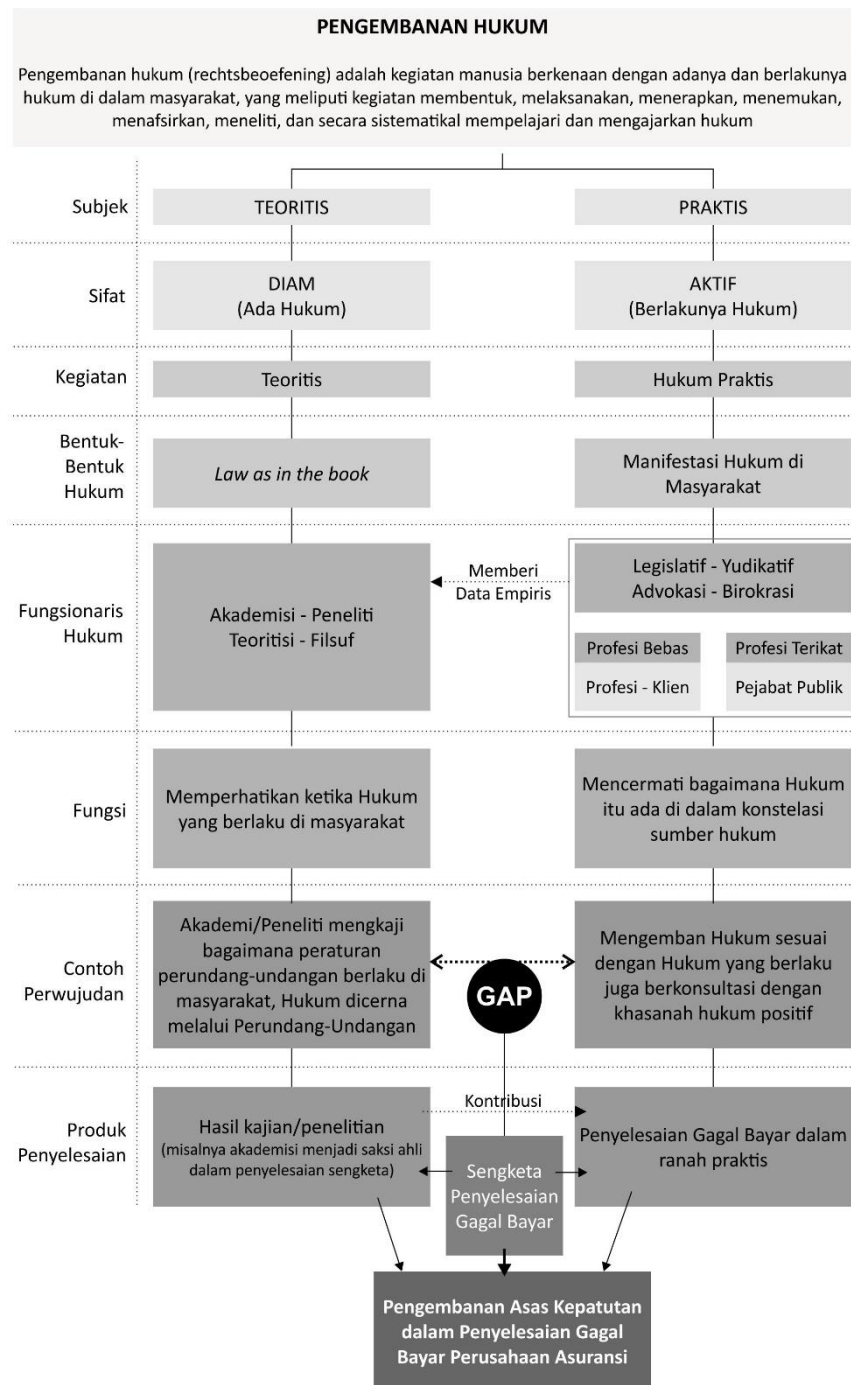 PENGEMBANAN HUKUM
Pengembanan hukum (rechtsbeoefening) adalah kegiatan manusia berkenaan dengan adanya dan berlakunya
hukum di dalam masyarakat, yang meliputi kegiatan membentuk, melaksanakan, menerapkan, menemukan,
menafsirkan, meneliti, dan secara sistematikal mempelajari dan mengajarkan hukum
Subjek
TEORITIS
PRAKTIS
Sifat
DIAM
(Ada Hukum)
AKTIF
(Berlakunya Hukum)
Kegiatan
Teoritis
Hukum Praktis
Bentuk-
Bentuk
Hukum
Law as in the book
Manifestasi Hukum di
Masyarakat
Fungsionaris
Hukum
Akademisi - Peneliti
Teoritisi - Filsuf
Memberi
Data Empiris
Legislatif - Yudikatif
Advokasi - Birokrasi
Profesi Bebas
Profesi - Klien
Profesi Terikat
Pejabat Publik
Fungsi
Memperhatikan ketika Hukum
yang berlaku di masyarakat
Mencermati bagaimana Hukum
itu ada di dalam konstelasi
sumber hukum
Contoh
Perwujudan
Akademi/Peneliti mengkaji
bagaimana peraturan
perundang-undangan berlaku di
masyarakat, Hukum dicerna
melalui Perundang-Undangan
GAP
Mengemban Hukum sesuai
dengan Hukum yang berlaku
juga berkonsultasi dengan
khasanah hukum positif
Produk
Penyelesaian
Hasil kajian/penelitian
(misalnya akademisi menjadi saksi ahli
dalam penyelesaian sengketa)
Kontribusi
Sengketa
Penyelesaian
Gagal Bayar
Penyelesaian Gagal Bayar dalam
ranah praktis
Pengembanan Asas Kepatutan
dalam Penyelesaian Gagal
Bayar Perusahaan Asuransi